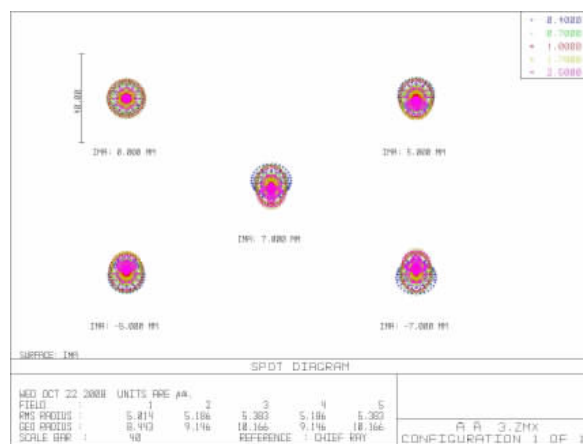 + 0.4000
0.7000
1.0000
1.7000
2.5000
40.00
IMA: 0.000 MM
IMA: 5.000 MM
IMA: 7.000 MM
IMA: -5.000 MM
IMA: -7.000 MM
SURFACE: IMA
SPOT DIAGRAM
WED OCT 22 2008 UNITS ARE µm.
FIELD : 1 2 3 4 5
RMS RADIUS : 5.014 5.186 5.383 5.186 5.383
GEO RADIUS : 8.443 9.146 10.166 9.146 10.166
SCALE BAR : 40 REFERENCE : CHIEF RAY
A A 3.ZMX
CONFIGURATION 1 OF